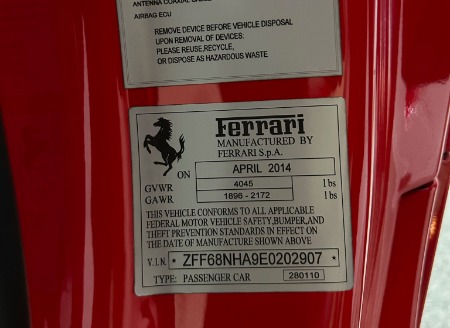 ANTENNA COAXIAL
AIRBAG ECU
REMOVE DEVICE BEFORE VEHICLE DISPOSAL
UPON REMOVAL OF DEVICES:
PLEASE REUSE,RECYCLE,
OR DISPOSE AS HAZARDOUS WASTE
Ferrari
MANUFACTURED BY
FERRARI S.p.A.
ON APRIL 2014
GVWR 4045 lbs
GAWR 1896 - 2172 lbs
THIS VEHICLE CONFORMS TO ALL APPLICABLE
FEDERAL MOTOR VEHICLE SAFETY,BUMPER,AND
THEFT PREVENTION STANDARDS IN EFFECT ON
THE DATE OF MANUFACTURE SHOWN ABOVE
V.I.N. * ZFF68NHA9E0202907 *
TYPE: PASSENGER CAR 280110